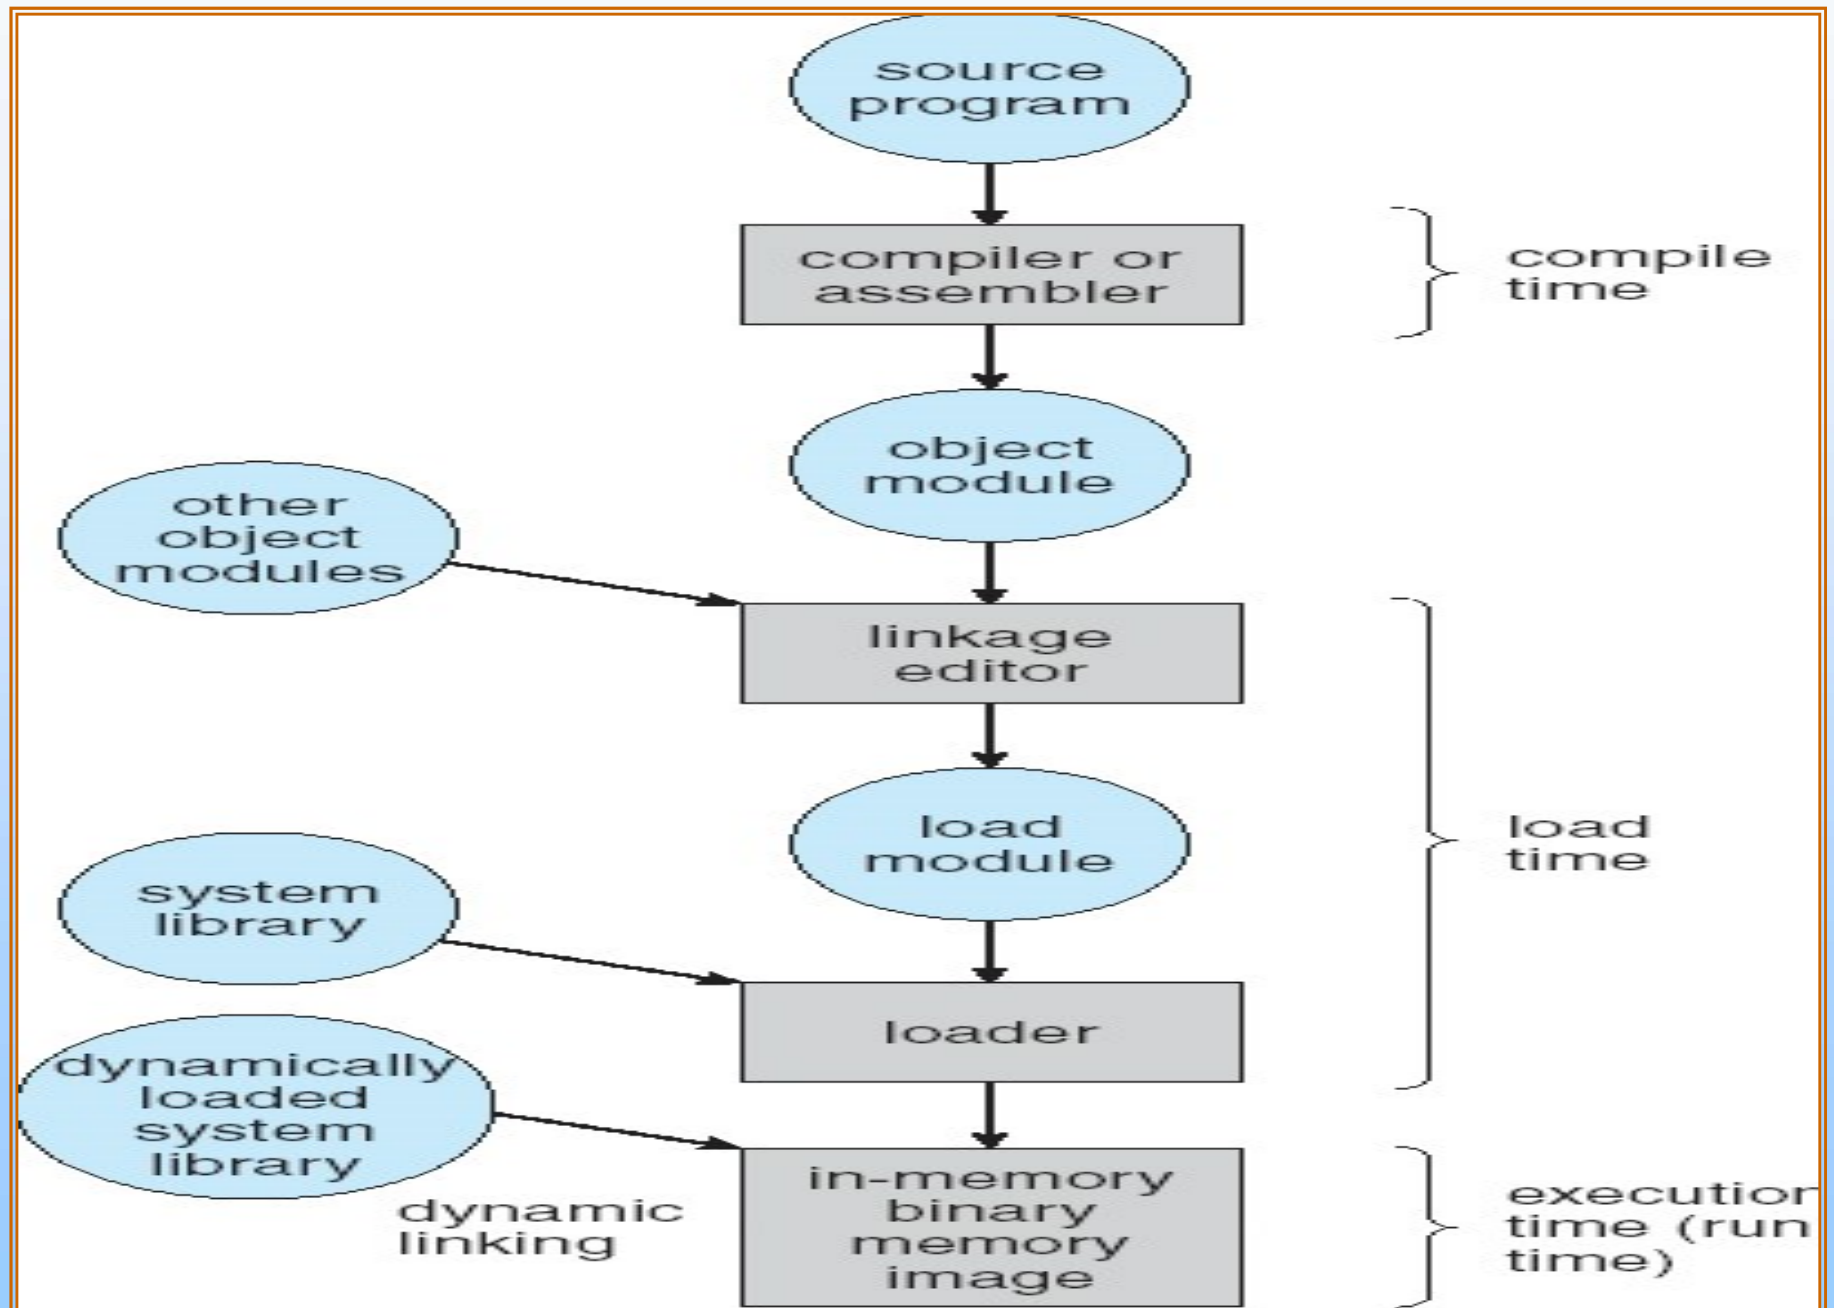 source
program
compiler or
assembler
compile
time
object
module
other
object
modules
linkage
editor
load
module
load
time
system
library
loader
dynamically
loaded
system
library
dynamic
linking
in-memory
binary
memory
image
execution
time (run
time)